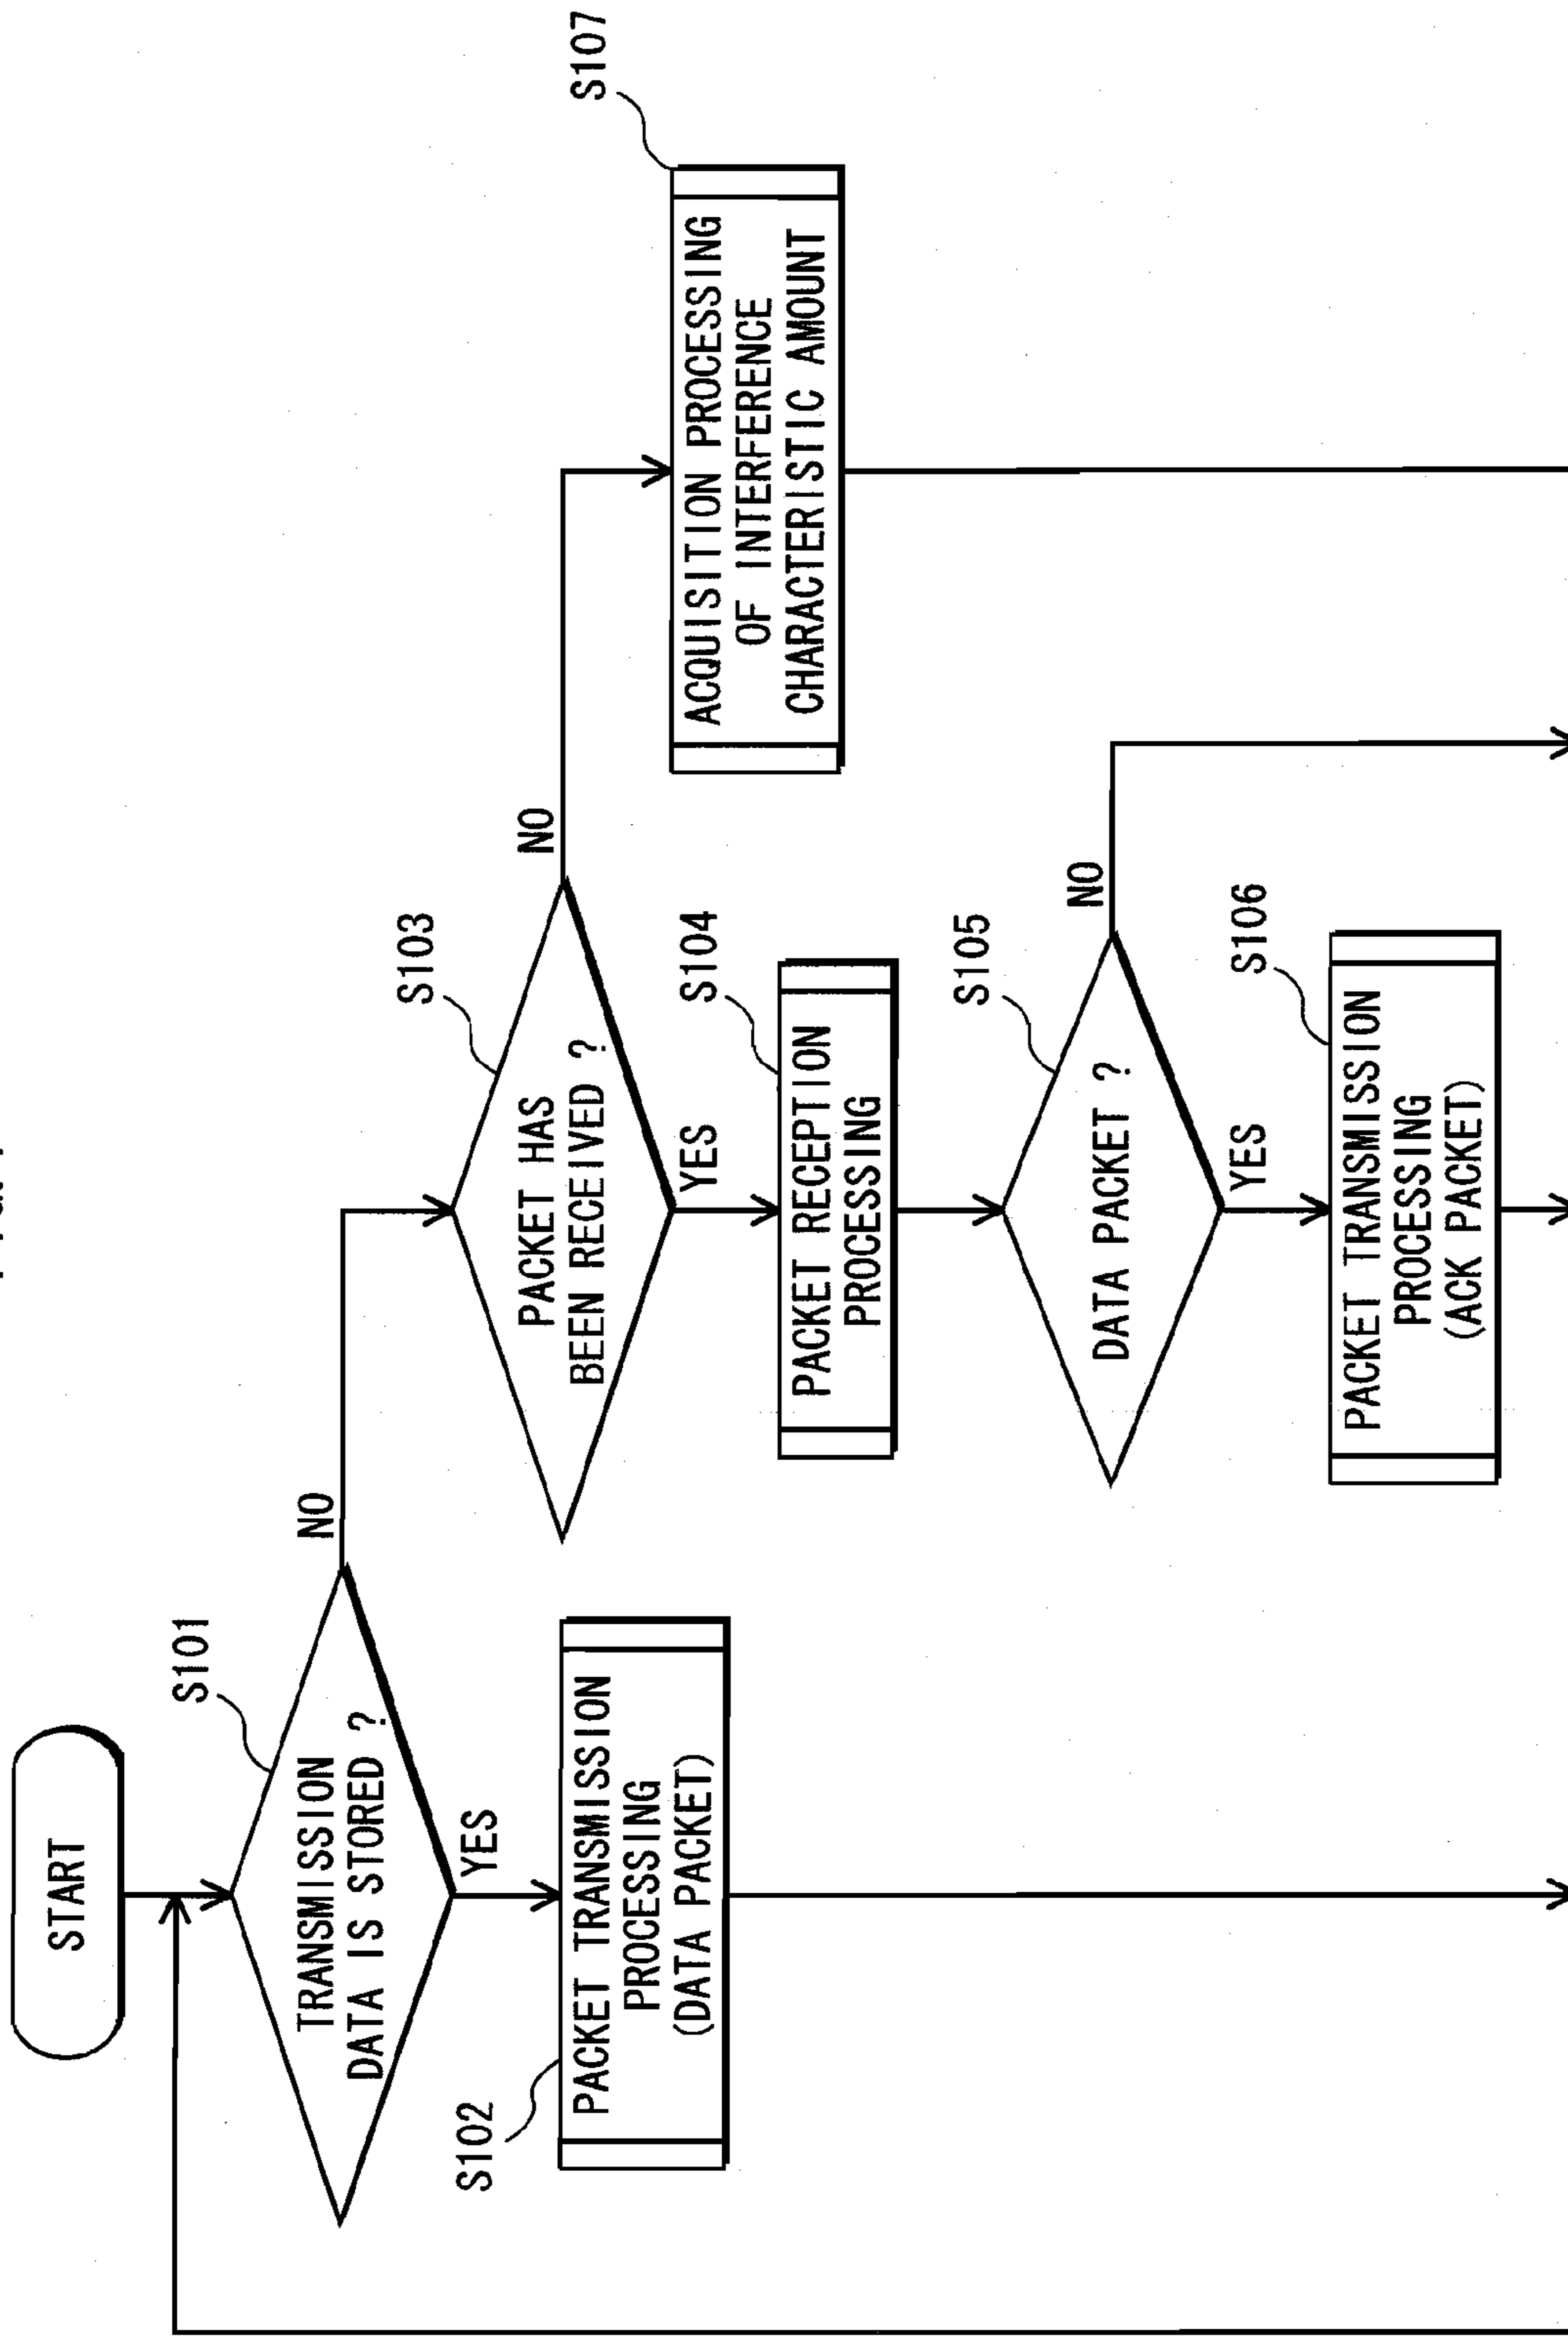 START
S101
TRANSMISSION
DATA IS STORED ?
NO
YES
S102
PACKET TRANSMISSION
PROCESSING
(DATA PACKET)
S103
PACKET HAS
BEEN RECEIVED ?
NO
YES
S104
PACKET RECEPTION
PROCESSING
S105
DATA PACKET ?
NO
YES
S106
PACKET TRANSMISSION
PROCESSING
(ACK PACKET)
S107
ACQUISITION PROCESSING
OF INTERFERENCE
CHARACTERISTIC AMOUNT